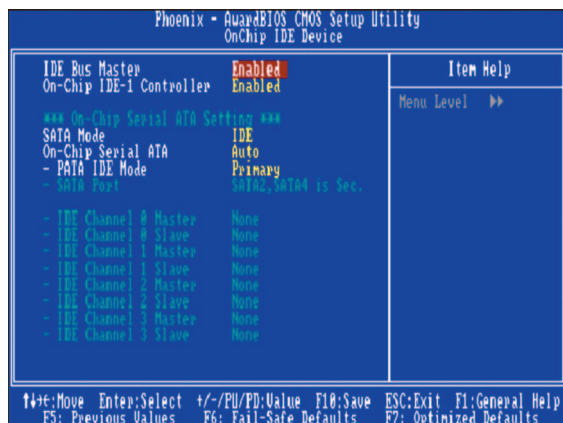 Phoenix - AwardBIOS CMOS Setup Utility
OnChip IDE Device
IDE Bus Master Enabled
On-Chip IDE-1 Controller Enabled
*** On-Chip Serial ATA Setting ***
SATA Mode IDE
On-Chip Serial ATA Auto
- PATA IDE Mode Primary
- SATA Port SATA2,SATA4 is Sec.
- IDE Channel 0 Master None
- IDE Channel 0 Slave None
- IDE Channel 1 Master None
- IDE Channel 1 Slave None
- IDE Channel 2 Master None
- IDE Channel 2 Slave None
- IDE Channel 3 Master None
- IDE Channel 3 Slave None
Item Help
Menu Level ▸▸
↑↓→←:Move Enter:Select +/-/PU/PD:Value F10:Save ESC:Exit F1:General Help
F5: Previous Values F6: Fail-Safe Defaults F7: Optimized Defaults